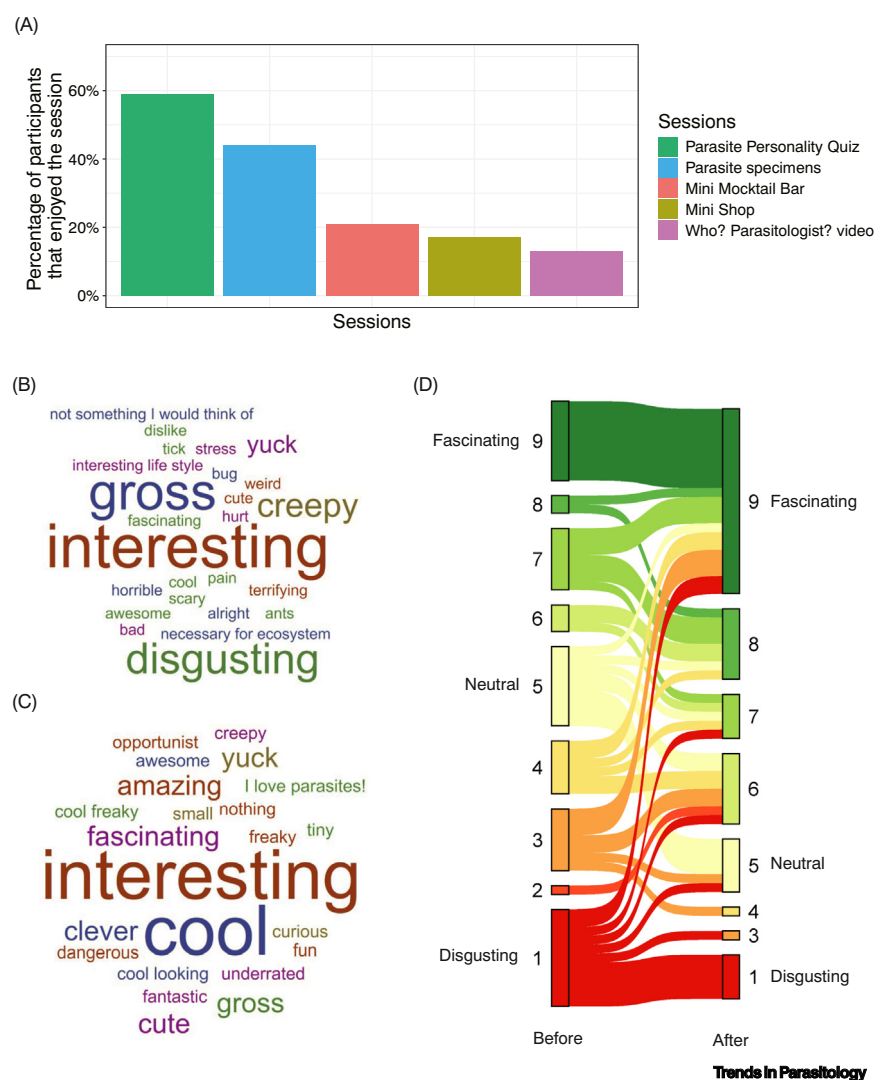 (A)
Percentage of participants
that enjoyed the session
60%
40%
20%
0%
Sessions
Sessions
Parasite Personality Quiz
Parasite specimens
Mini Mocktail Bar
Mini Shop
Who? Parasitologist? video
(B)
not something I would think of
dislike
tick stress yuck
interesting life style
bug weird
gross cute creepy
fascinating hurt
interesting
horrible cool pain terrifying
scary
awesome alright ants
bad necessary for ecosystem
disgusting
(C)
creepy
opportunist
awesome yuck
amazing I love parasites!
cool freaky small nothing
fascinating freaky tiny
interesting
clever cool curious
dangerous fun
cool looking underrated
fantastic gross
cute
(D)
Fascinating 9
8
7
6
Neutral 5
4
3
2
Disgusting 1
Before
9 Fascinating
8
7
6
5 Neutral
4
3
1 Disgusting
After
Trends in Parasitology